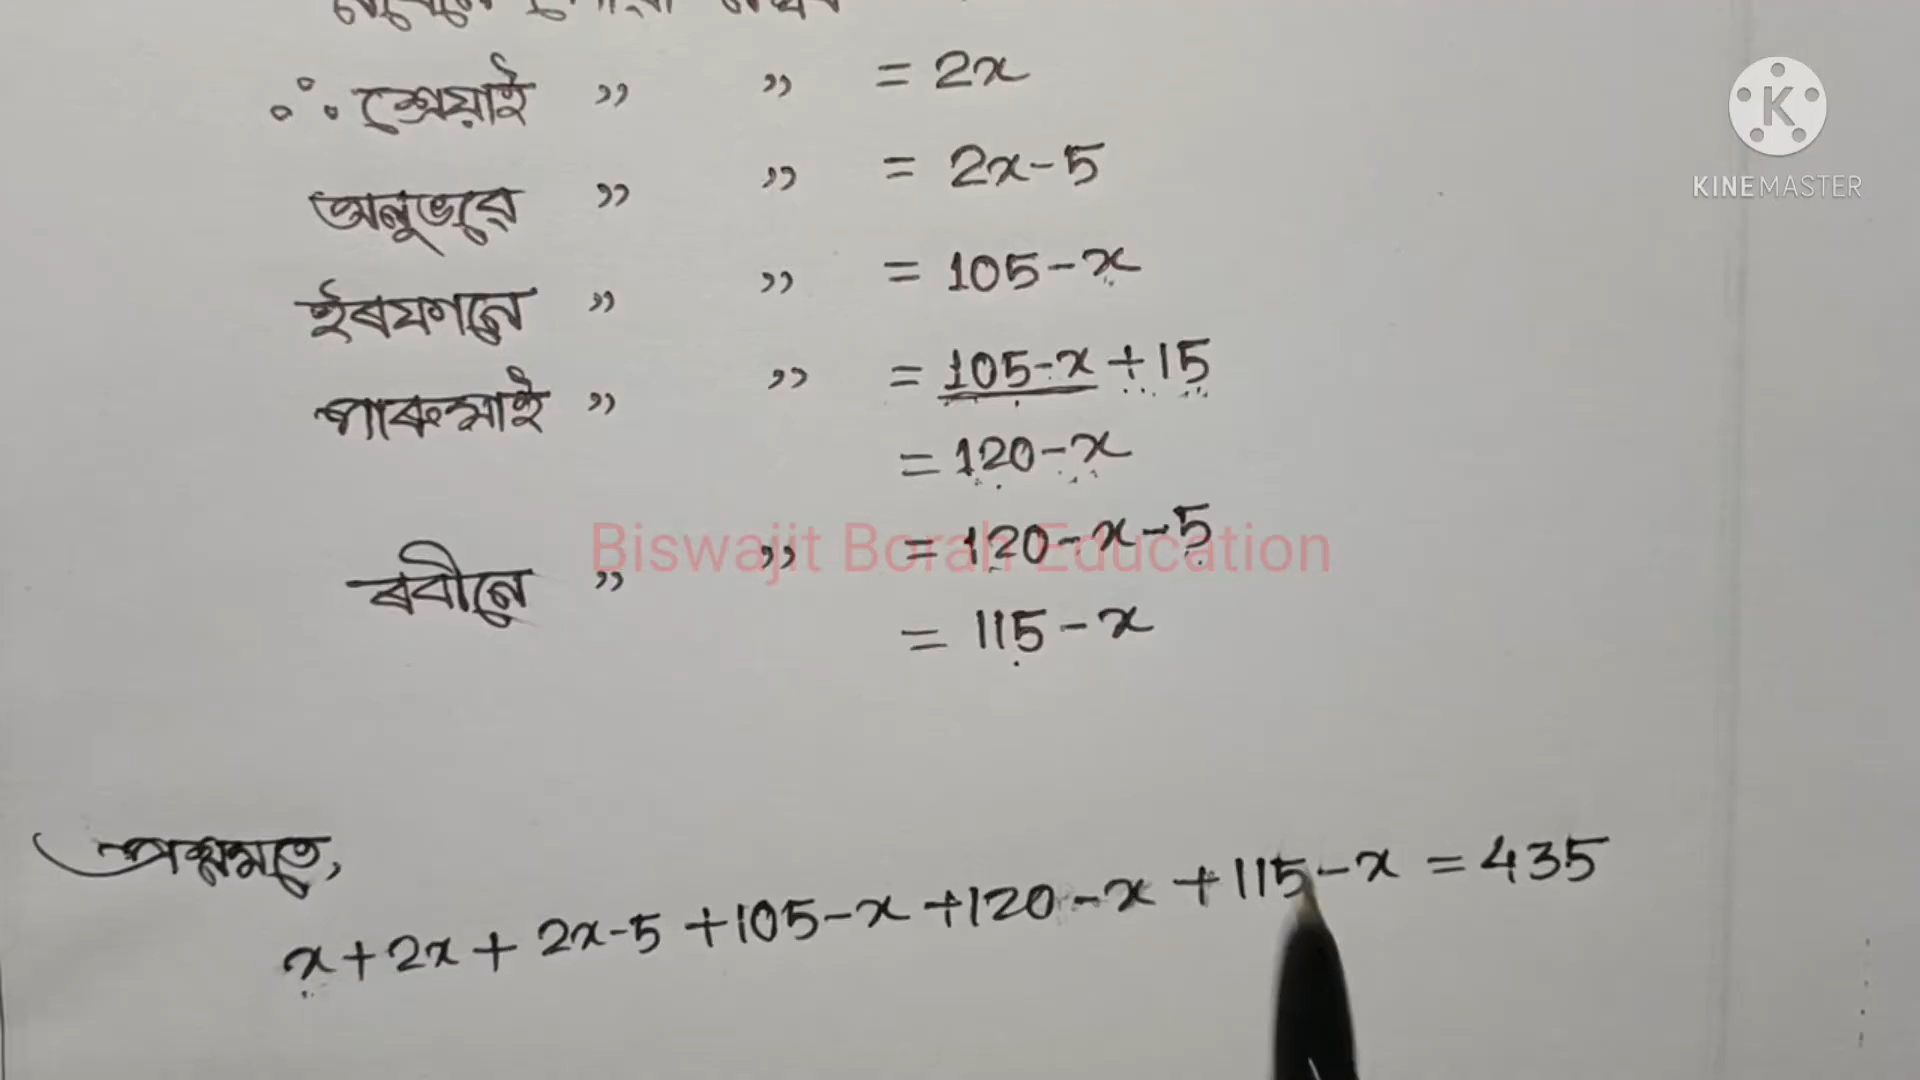 ∴ শ্ৰেয়াই ,, ,, = 2x
অনুভৱে ,, ,, = 2x-5
ইৰফানে ,, ,, = 105-x
পাৰুলাই ,, ,, = 105-x+15
= 120-x
ৰবীনে ,, ,, = 120-x-5
= 115-x
প্ৰশ্নমতে,
x+2x+2x-5+105-x+120-x+115-x=435
KINEMASTER
Biswajit Borah Education